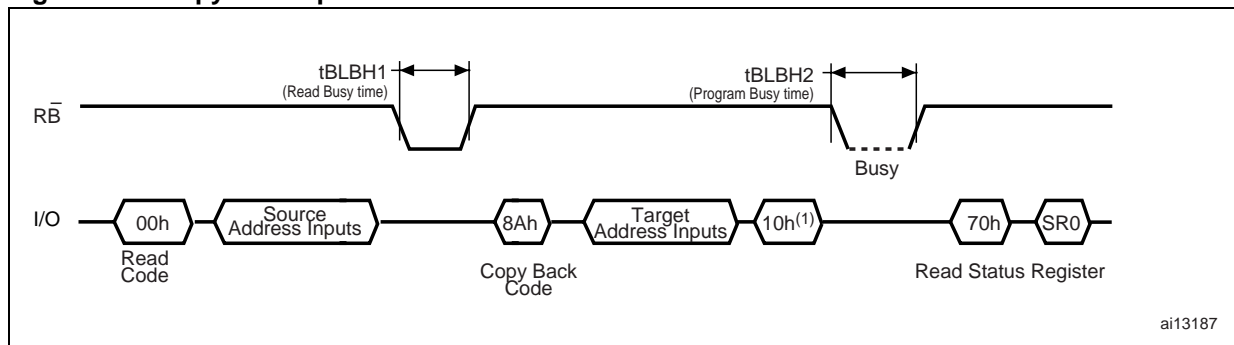 tBLBH1
(Read Busy time)
tBLBH2
(Program Busy time)
RB̅
Busy
I/O
00h
Source
Address Inputs
8Ah
Target
Address Inputs
10h(1)
70h
SR0
Read
Code
Copy Back
Code
Read Status Register
ai13187